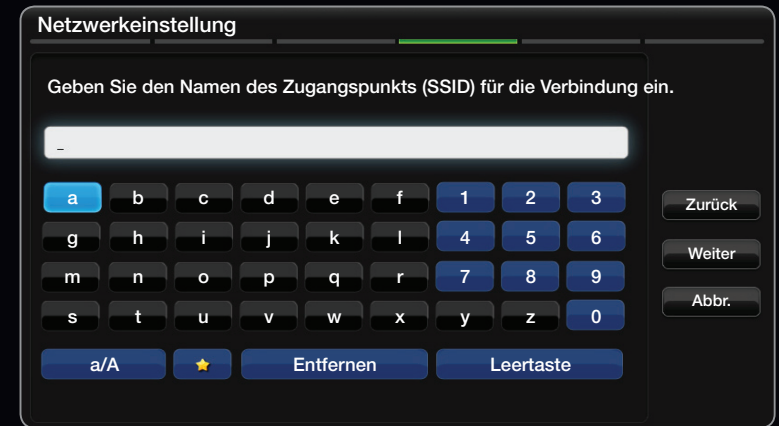 Netzwerkeinstellung
Geben Sie den Namen des Zugangspunkts (SSID) für die Verbindung ein.
_
a b c d e f 1 2 3
Zurück
g h i j k l 4 5 6
Weiter
m n o p q r 7 8 9
Abbr.
s t u v w x y z 0
a/A Entfernen Leertaste